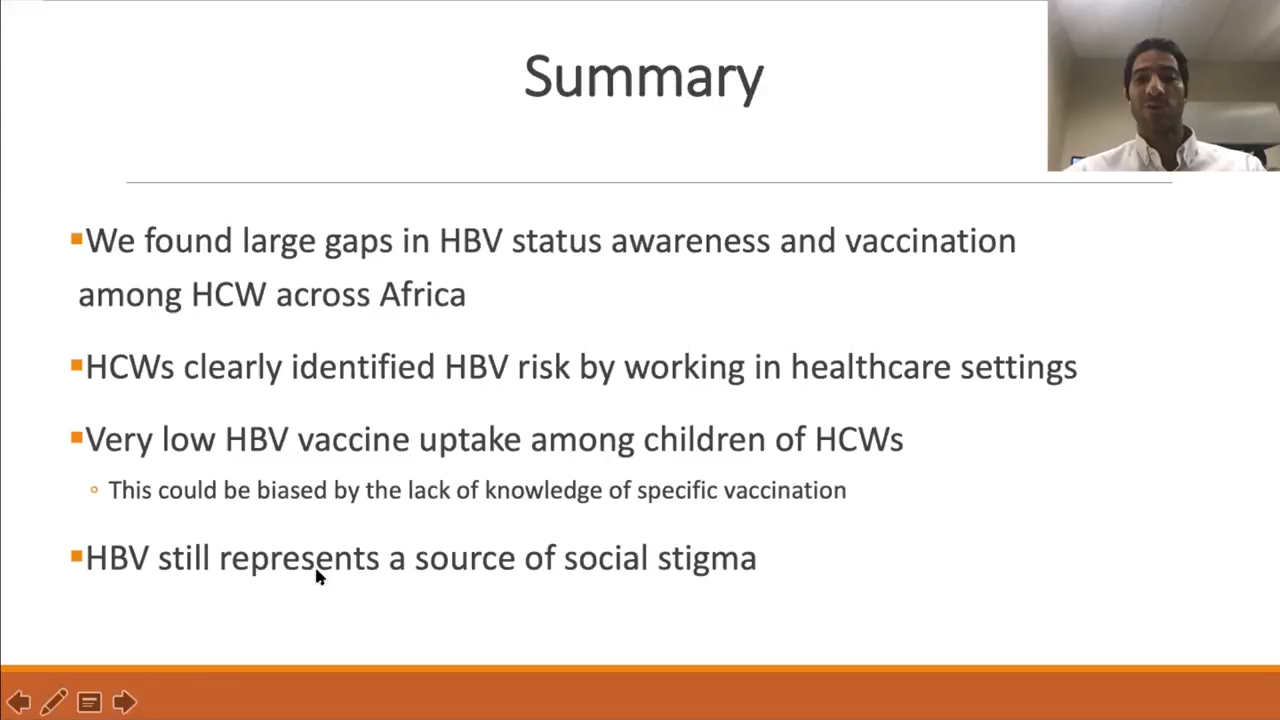 Summary
▪We found large gaps in HBV status awareness and vaccination
among HCW across Africa
▪HCWs clearly identified HBV risk by working in healthcare settings
▪Very low HBV vaccine uptake among children of HCWs
◦ This could be biased by the lack of knowledge of specific vaccination
▪HBV still represents a source of social stigma